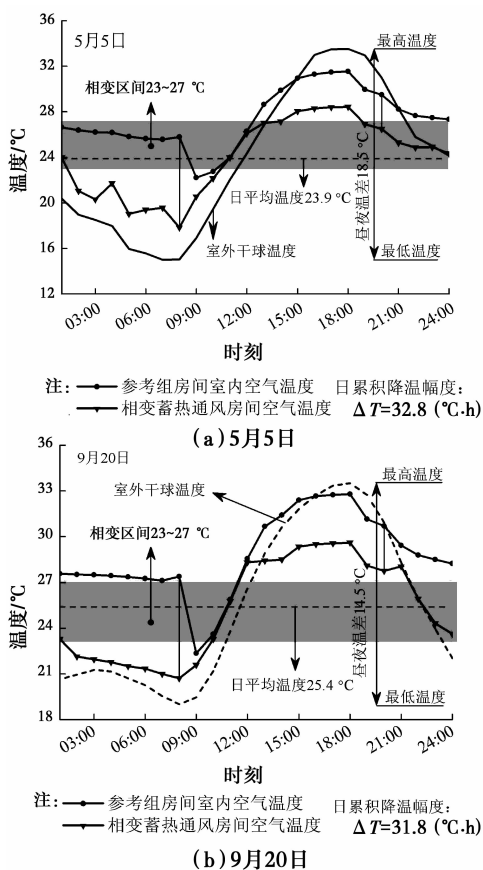 36
5月5日
最高温度
32
相变区间23~27 ℃
28
温度/℃
24
日平均温度23.9 ℃
昼夜温差18.5 ℃
20
室外干球温度
最低温度
16
12
03:00 06:00 09:00 12:00 15:00 18:00 21:00 24:00
时刻
注: 参考组房间室内空气温度 日累积降温幅度:
相变蓄热通风房间空气温度 ΔT=32.8 (℃·h)
(a)5月5日
36
9月20日
室外干球温度
最高温度
33
相变区间23~27 ℃
30
27
温度/℃
24
昼夜温差14.5 ℃
日平均温度25.4 ℃
21
最低温度
18
03:00 06:00 09:00 12:00 15:00 18:00 21:00 24:00
时刻
注: 参考组房间室内空气温度 日累积降温幅度:
相变蓄热通风房间空气温度 ΔT=31.8 (℃·h)
(b)9月20日